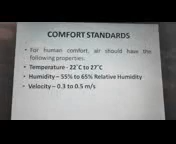 COMFORT STANDARDS
• For human comfort, air should have the
following properties.
• Temperature - 22˚C to 27˚C
• Humidity – 55% to 65% Relative Humidity
• Velocity – 0.3 to 0.5 m/s